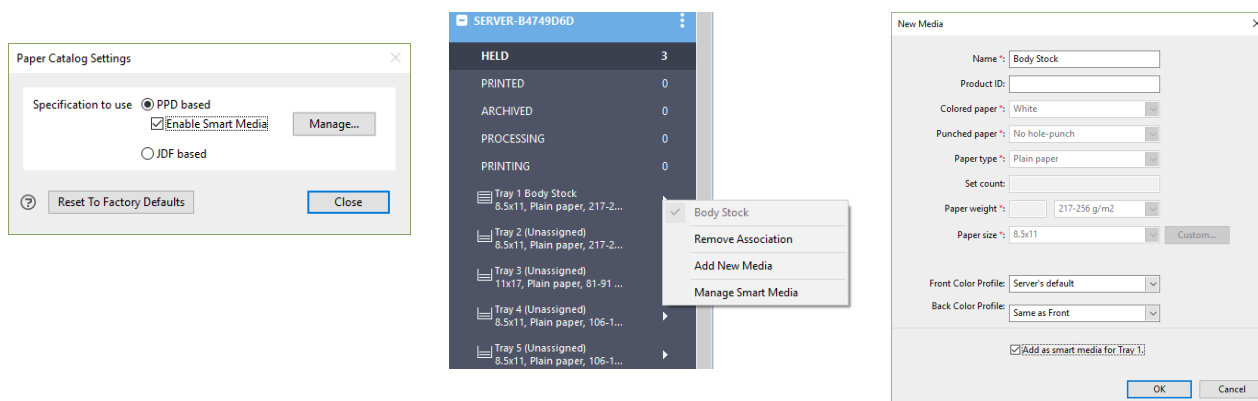 Paper Catalog Settings
Specification to use PPD based
Enable Smart Media
Manage...
JDF based
Reset To Factory Defaults
Close
SERVER-B4749D6D
HELD 3
PRINTED 0
ARCHIVED 0
PROCESSING 0
PRINTING 0
Tray 1 Body Stock
8.5x11, Plain paper, 217-2...
Tray 2 (Unassigned)
8.5x11, Plain paper, 217-2...
Tray 3 (Unassigned)
11x17, Plain paper, 81-91 ...
Tray 4 (Unassigned)
8.5x11, Plain paper, 106-1...
Tray 5 (Unassigned)
8.5x11, Plain paper, 106-1...
Body Stock
Remove Association
Add New Media
Manage Smart Media
New Media
Name *: Body Stock
Product ID:
Colored paper *: White
Punched paper *: No hole-punch
Paper type *: Plain paper
Set count:
Paper weight *: 217-256 g/m2
Paper size *: 8.5x11 Custom...
Front Color Profile: Server's default
Back Color Profile: Same as Front
Add as smart media for Tray 1.
OK Cancel